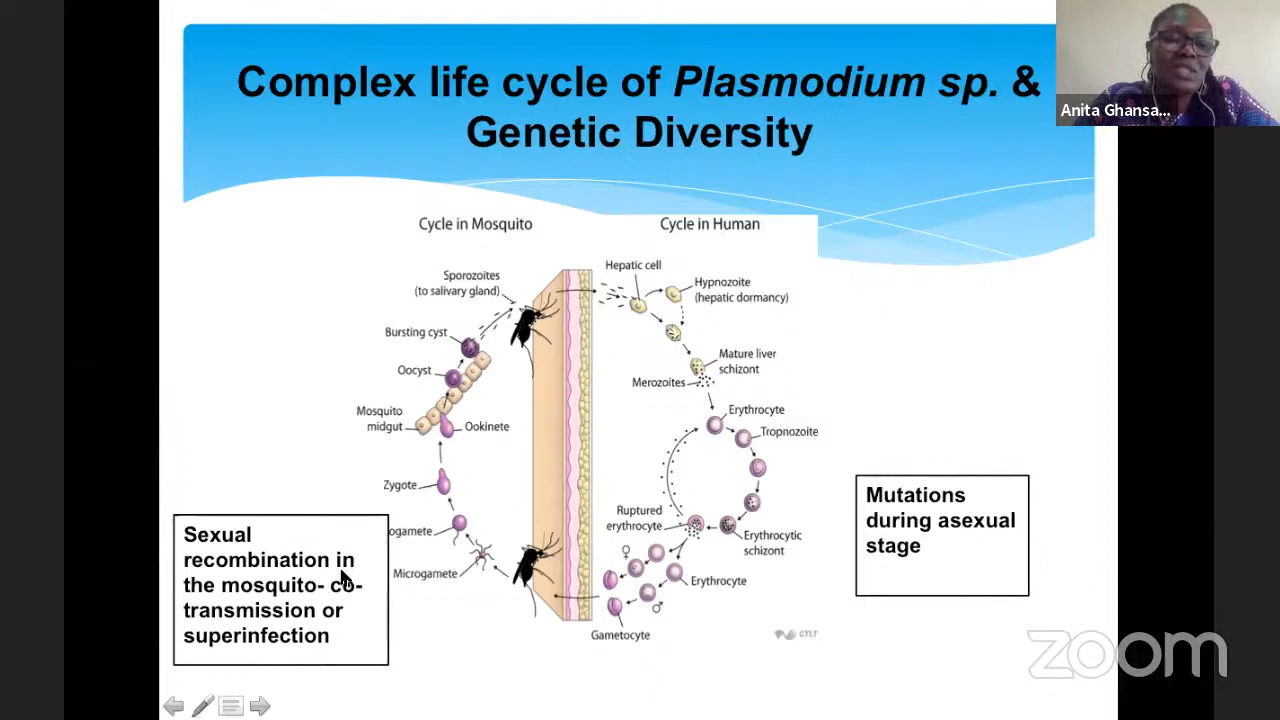 Complex life cycle of Plasmodium sp. &
Genetic Diversity
Anita Ghansa...
Cycle in Mosquito
Cycle in Human
Sporozoites
(to salivary gland)
Bursting cyst
Oocyst
Mosquito
midgut
Ookinete
Zygote
ogamete
Microgamete
Hepatic cell
Hypnozoite
(hepatic dormancy)
Mature liver
schizont
Merozoites
Erythrocyte
Tropnozoite
Ruptured
erythrocyte
Erythrocytic
schizont
Erythrocyte
♀
♂
Gametocyte
CTLT
Sexual
recombination in
the mosquito- co-
transmission or
superinfection
Mutations
during asexual
stage
zoom